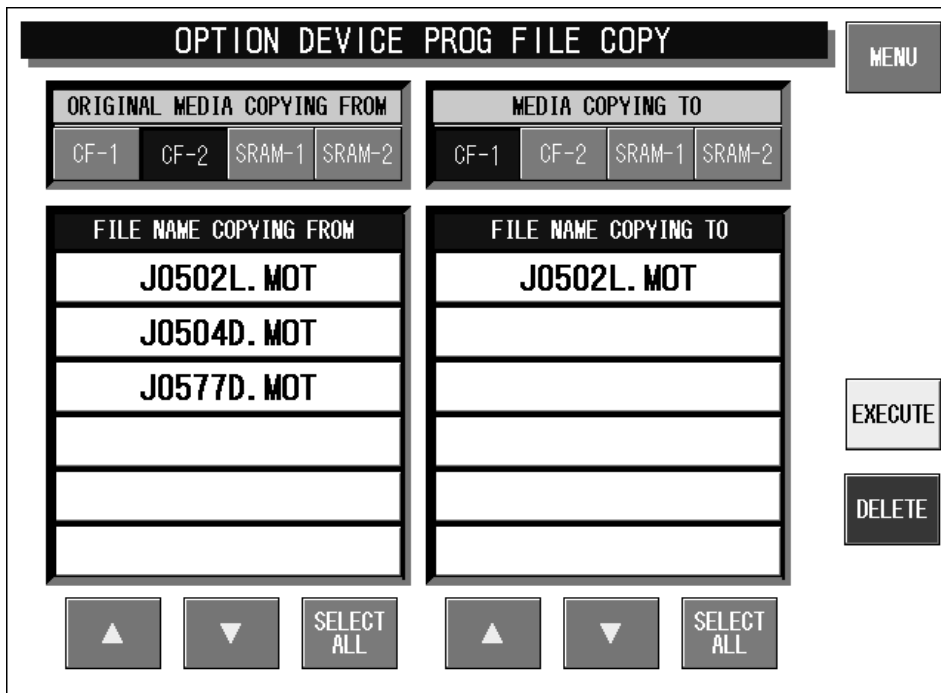 OPTION DEVICE PROG FILE COPY
MENU
ORIGINAL MEDIA COPYING FROM
CF-1 CF-2 SRAM-1 SRAM-2
MEDIA COPYING TO
CF-1 CF-2 SRAM-1 SRAM-2
FILE NAME COPYING FROM
J0502L.MOT
J0504D.MOT
J0577D.MOT
FILE NAME COPYING TO
J0502L.MOT
EXECUTE
DELETE
▲ ▼ SELECT
ALL
▲ ▼ SELECT
ALL